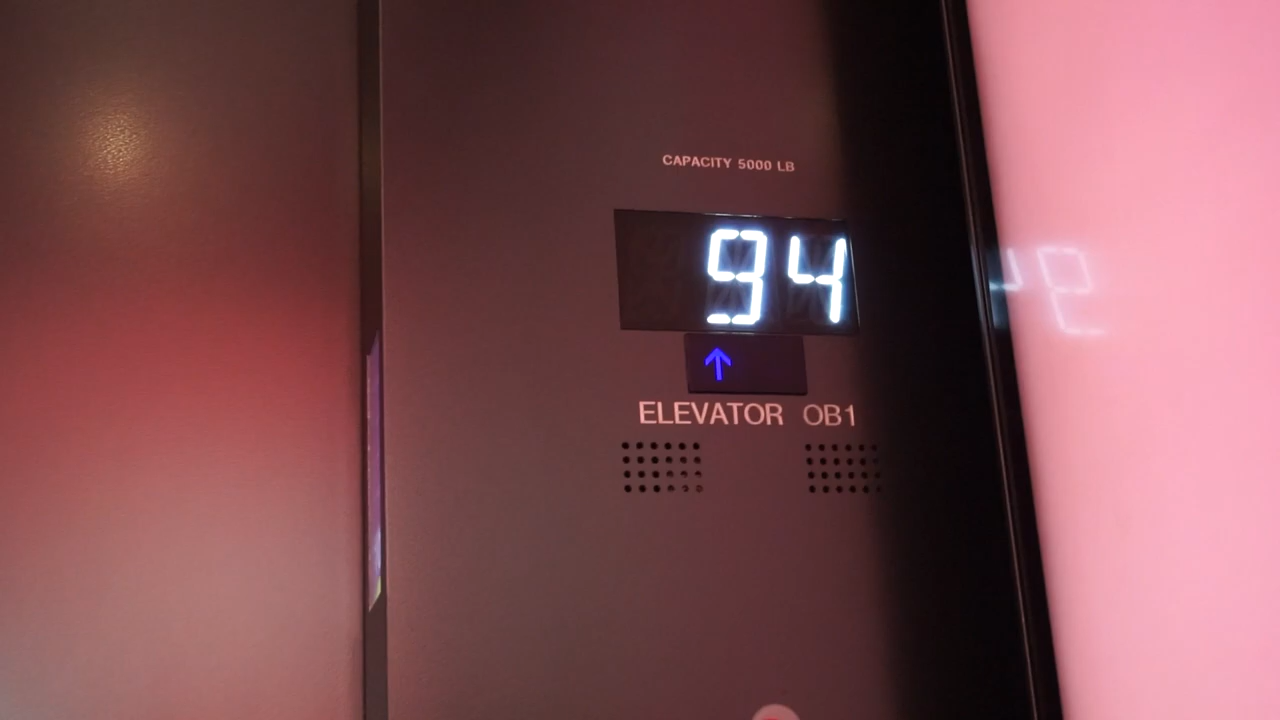 CAPACITY 5000 LB
94
↑
ELEVATOR OB1